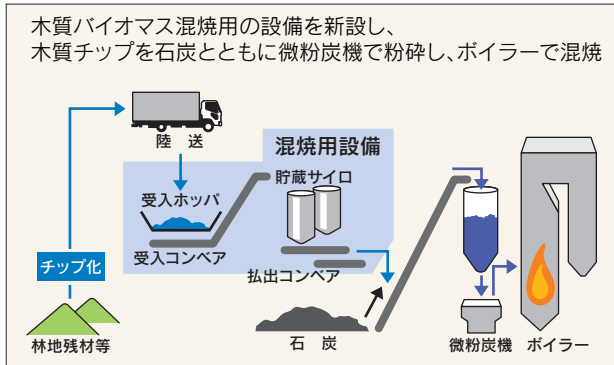 木質バイオマス混焼用の設備を新設し、
木質チップを石炭とともに微粉炭機で粉砕し、ボイラーで混焼
陸　送
混焼用設備
貯蔵サイロ
受入ホッパ
受入コンベア
チップ化
払出コンベア
林地残材等
石　炭
微粉炭機
ボイラー